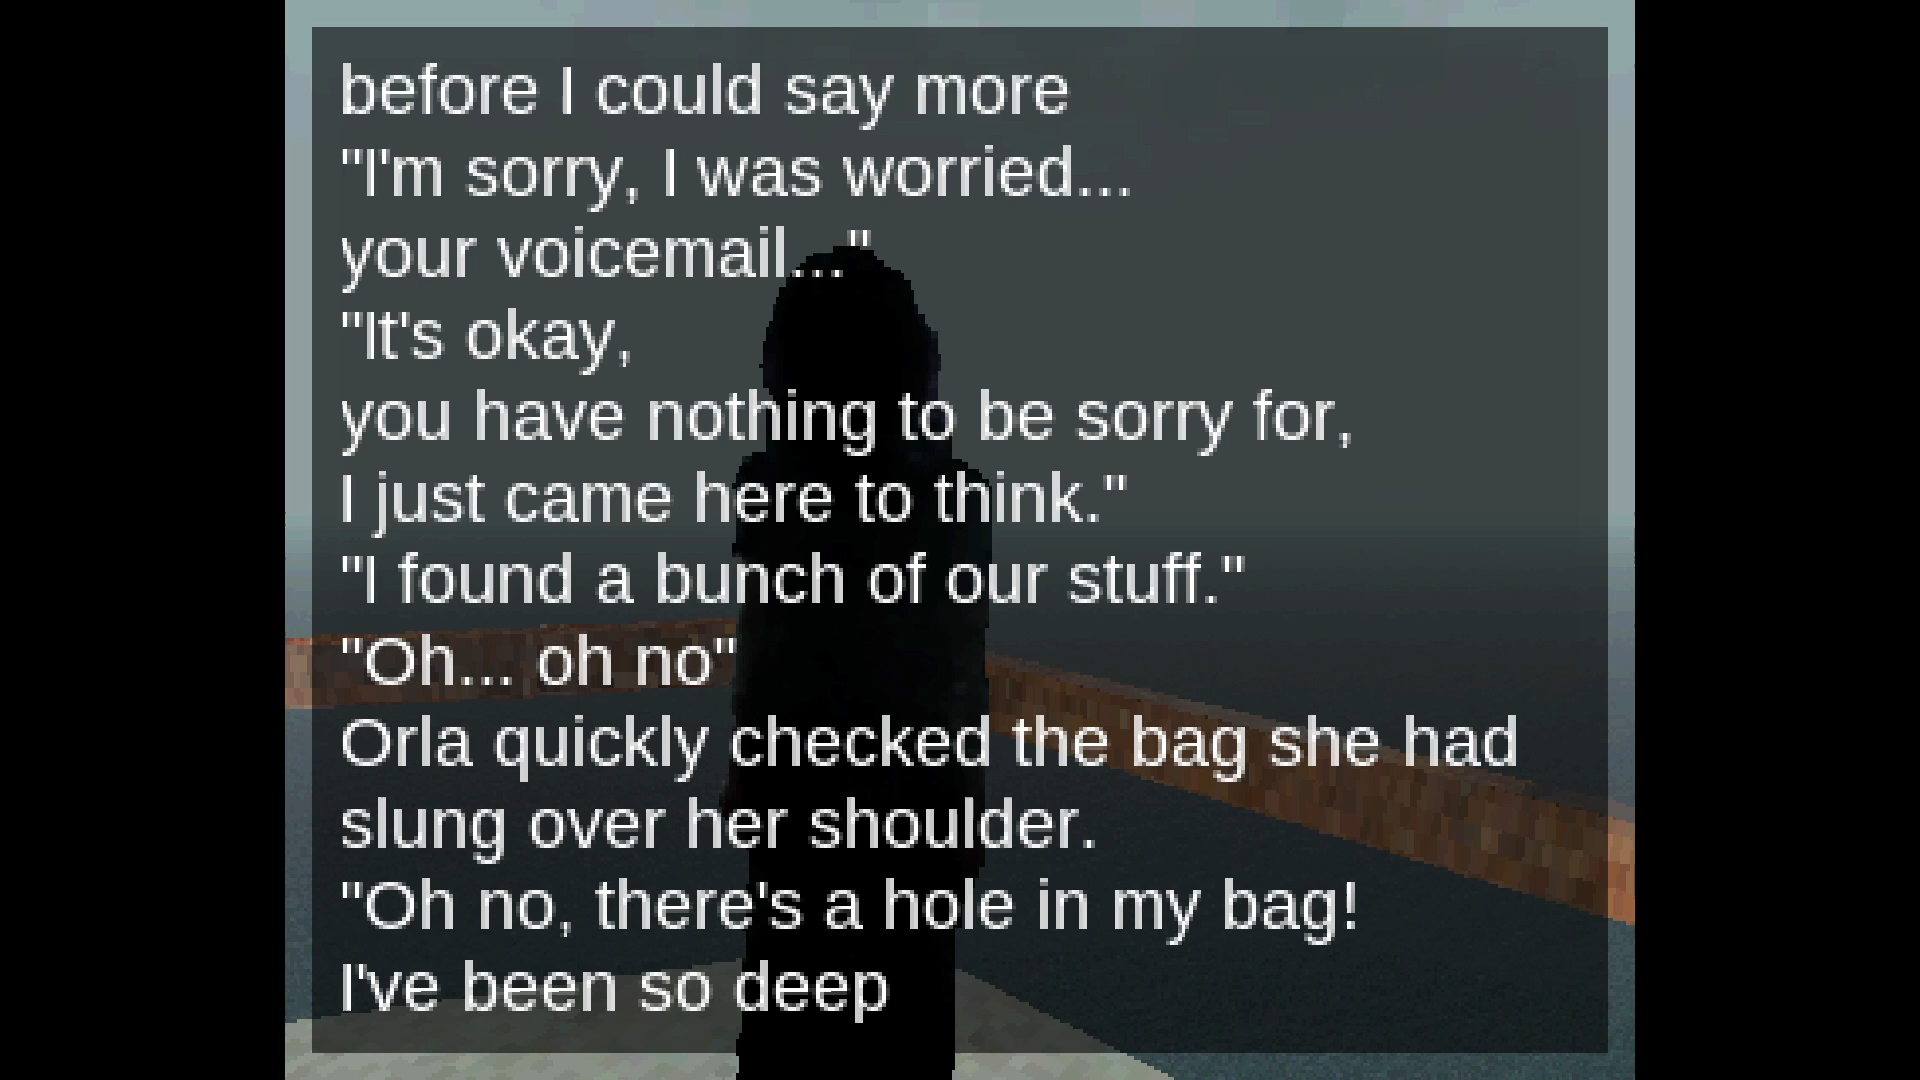 before I could say more
"I'm sorry, I was worried...
your voicemail..."
"It's okay,
you have nothing to be sorry for,
I just came here to think."
"I found a bunch of our stuff."
"Oh... oh no"
Orla quickly checked the bag she had
slung over her shoulder.
"Oh no, there's a hole in my bag!
I've been so deep